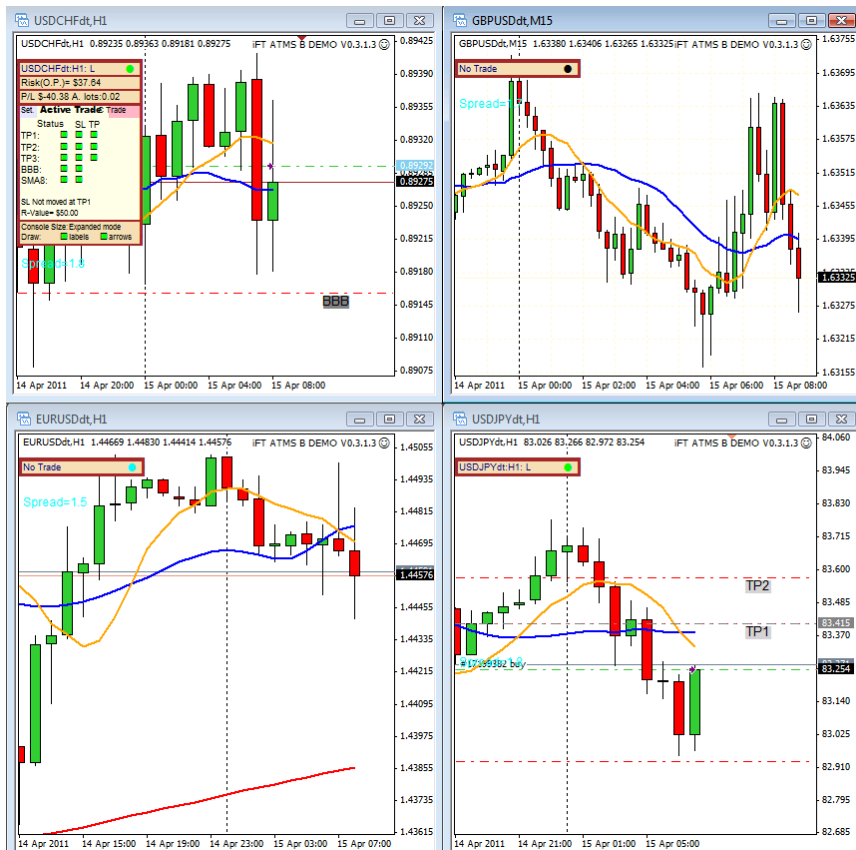 USDCHFdt,H1
USDCHFdt,H1 0.89235 0.89363 0.89181 0.89275 iFT ATMS B DEMO V0.3.1.3
USDCHFdt:H1: L
Risk(O.P.)= $37.64
P/L $-40.38 A. lots:0.02
Set. Active Trade Trade
Status SL TP
TP1:
TP2:
TP3:
BBB:
SMA8:
SL Not moved at TP1
R-Value= $50.00
Console Size:Expanded mode
Draw: labels arrows
BBB
0.89425
0.89390
0.89355
0.89320
0.89292
0.89275
0.89250
0.89215
0.89180
0.89145
0.89110
0.89075
14 Apr 2011 14 Apr 20:00 15 Apr 00:00 15 Apr 04:00 15 Apr 08:00
GBPUSDdt,M15
GBPUSDdt,M15 1.63380 1.63406 1.63265 1.63325 iFT ATMS B DEMO V0.3.1.3
No Trade
1.63755
1.63695
1.63635
1.63575
1.63515
1.63455
1.63395
1.63325
1.63275
1.63215
1.63155
14 Apr 2011 15 Apr 00:00 15 Apr 02:00 15 Apr 04:00 15 Apr 06:00 15 Apr 08:00
EURUSDdt,H1
EURUSDdt,H1 1.44669 1.44830 1.44414 1.44576 iFT ATMS B DEMO V0.3.1.3
No Trade
Spread=1.5
1.45055
1.44935
1.44815
1.44695
1.44576
1.44455
1.44335
1.44215
1.44095
1.43975
1.43855
1.43735
1.43615
14 Apr 2011 14 Apr 15:00 14 Apr 19:00 14 Apr 23:00 15 Apr 03:00 15 Apr 07:00
USDJPYdt,H1
USDJPYdt,H1 83.026 83.266 82.972 83.254 iFT ATMS B DEMO V0.3.1.3
USDJPYdt:H1: L
TP2
TP1
buy
84.060
83.945
83.830
83.715
83.600
83.485
83.415
83.370
83.254
83.140
83.025
82.910
82.795
82.685
14 Apr 2011 14 Apr 21:00 15 Apr 01:00 15 Apr 05:00